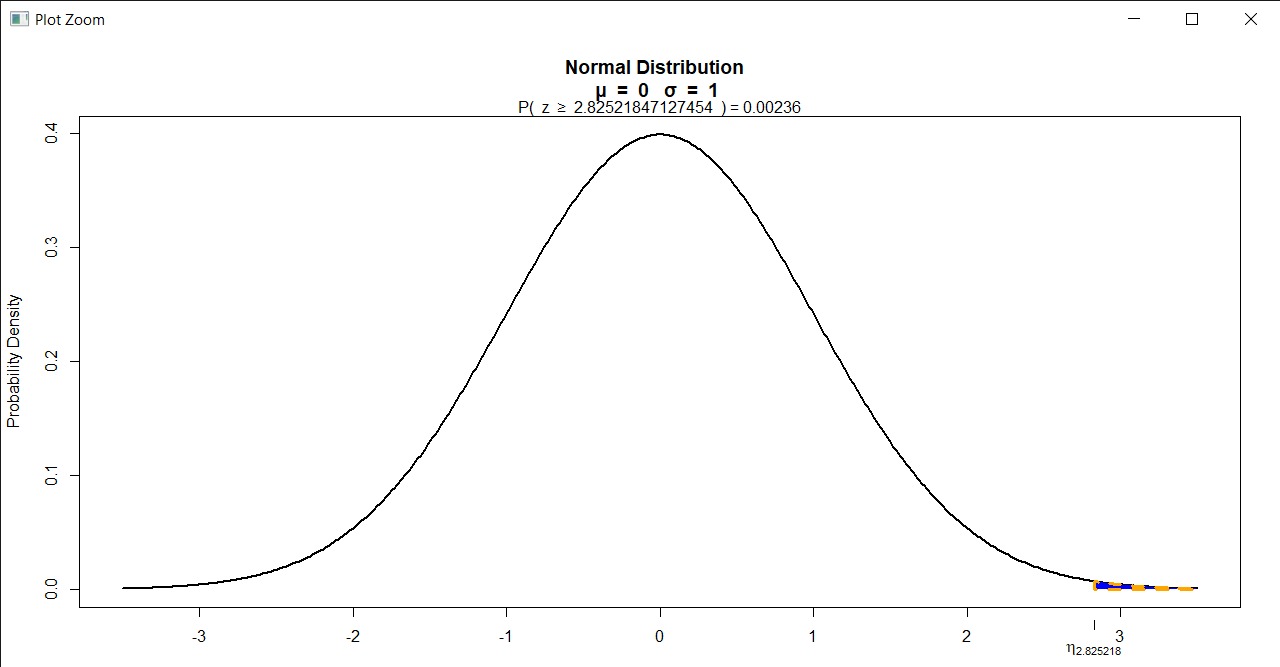 Plot Zoom
Normal Distribution
μ = 0 σ = 1
P( z ≥ 2.82521847127454 ) = 0.00236
0.4
0.3
0.2
0.1
0.0
Probability Density
-3 -2 -1 0 1 2 3
η2.825218